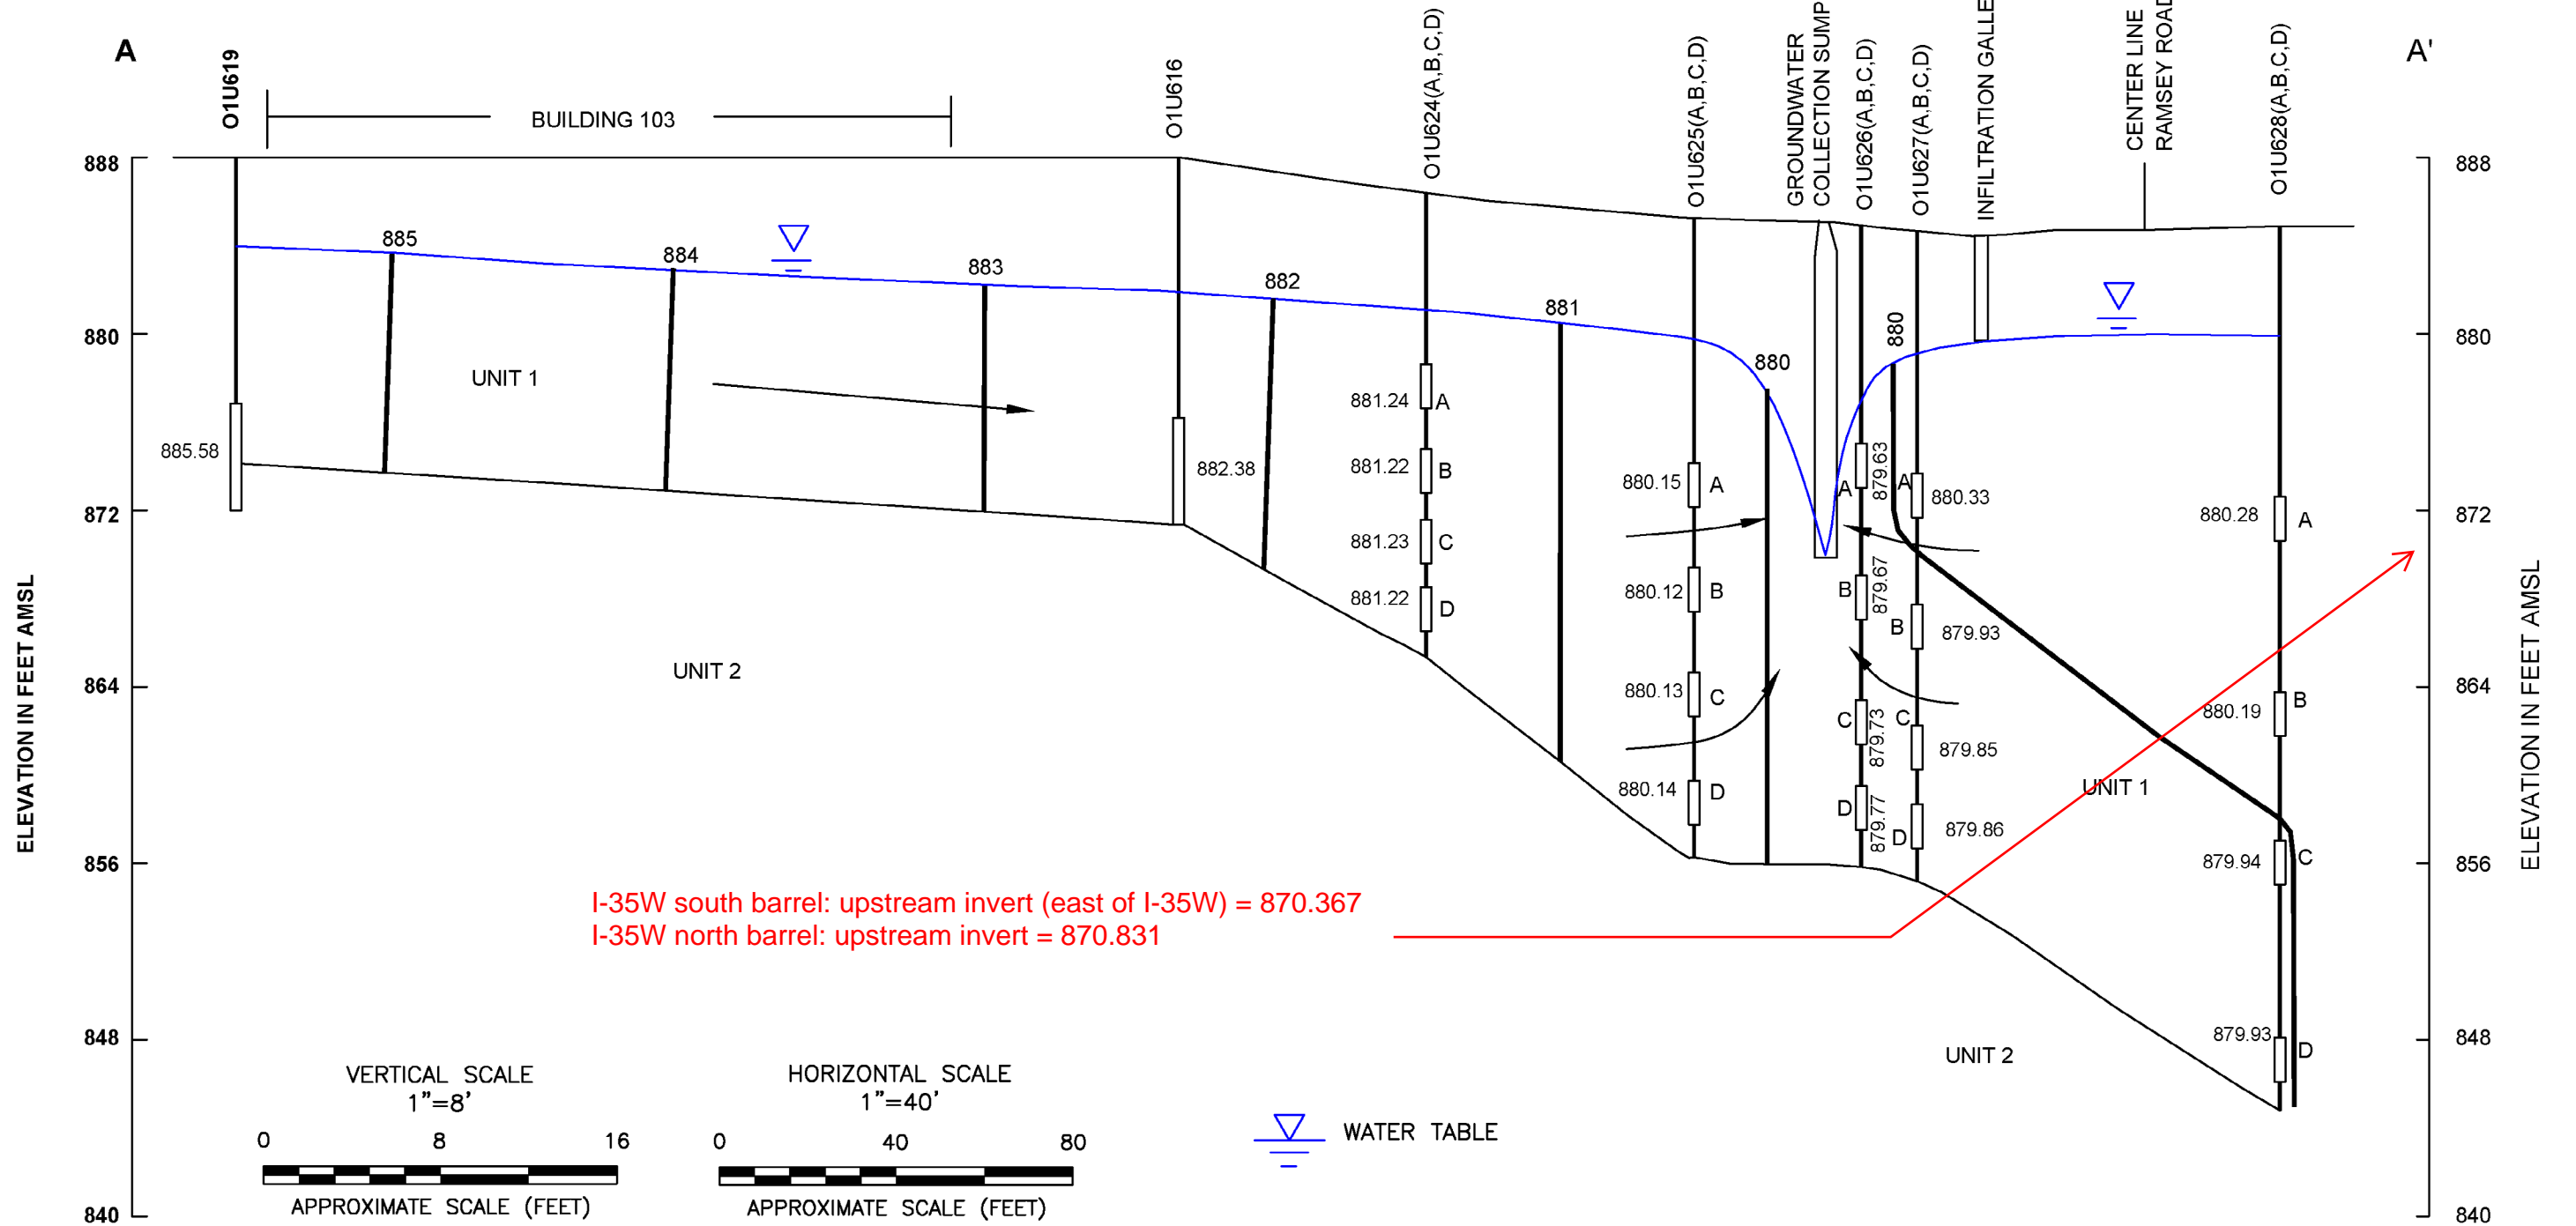 A
A'
O1U619
BUILDING 103
O1U616
O1U624(A,B,C,D)
O1U625(A,B,C,D)
GROUNDWATER
COLLECTION SUMP
O1U626(A,B,C,D)
O1U627(A,B,C,D)
INFILTRATION GALLE
CENTER LINE
RAMSEY ROAD
O1U628(A,B,C,D)
888
888
885
884
883
882
881
880
880
880
880
UNIT 1
885.58
882.38
881.24 A
881.22 B
881.23 C
881.22 D
880.15 A
880.12 B
880.13 C
880.14 D
A 879.63
B 879.67
C 879.73
D 879.77
A 880.33
B 879.93
C 879.85
D 879.86
880.28 A
880.19 B
879.94 C
879.93 D
872
872
UNIT 2
864
864
UNIT 1
856
856
ELEVATION IN FEET AMSL
ELEVATION IN FEET AMSL
I-35W south barrel: upstream invert (east of I-35W) = 870.367
I-35W north barrel: upstream invert = 870.831
848
848
UNIT 2
VERTICAL SCALE
1"=8'
0 8 16
APPROXIMATE SCALE (FEET)
HORIZONTAL SCALE
1"=40'
0 40 80
APPROXIMATE SCALE (FEET)
WATER TABLE
840
840